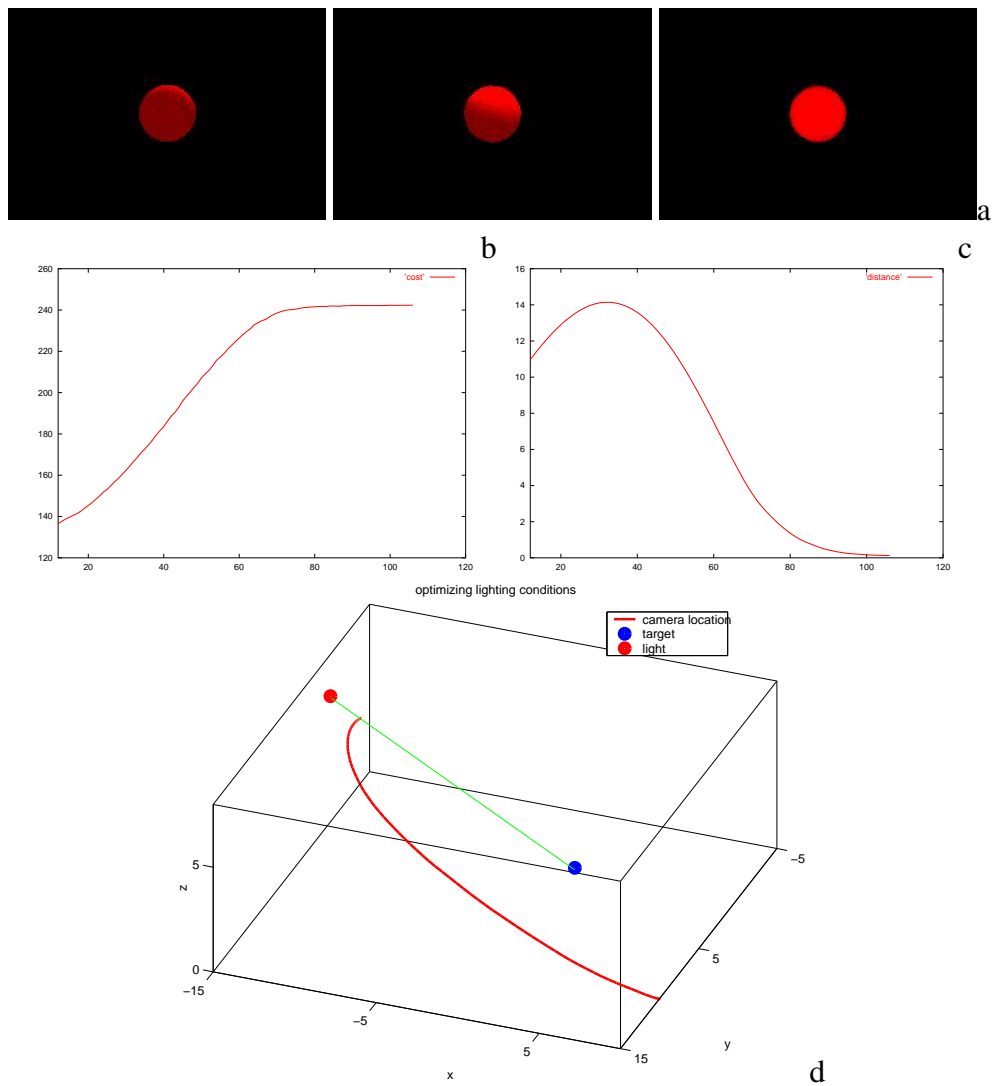 a
b
c
260
240
220
200
180
160
140
120
20
40
60
80
100
120
'cost'
16
14
12
10
8
6
4
2
0
20
40
60
80
100
120
'distance'
optimizing lighting conditions
camera location
target
light
5
0
z
−15
−5
5
15
x
−5
5
y
d